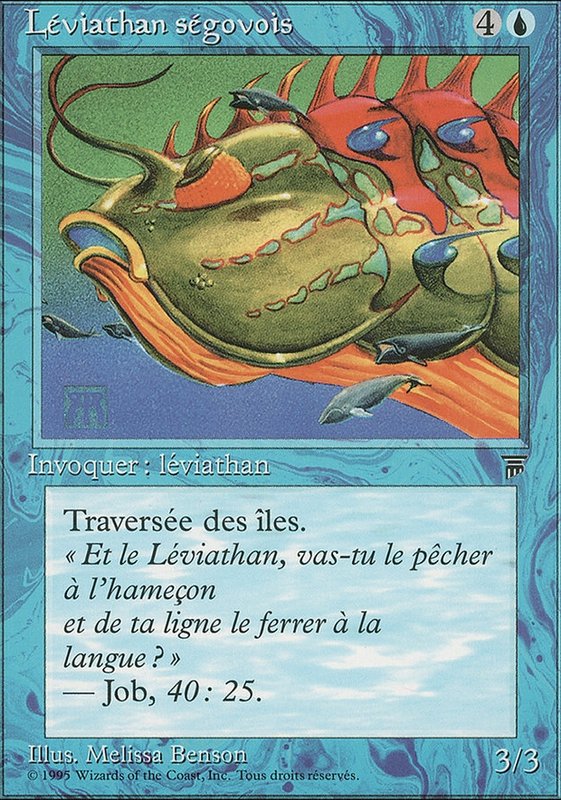 Léviathan ségovois 4
Invoquer : léviathan
Traversée des îles.
« Et le Léviathan, vas-tu le pêcher
à l'hameçon
et de ta ligne le ferrer à la
langue ? »
— Job, 40 : 25.
Illus. Melissa Benson
3/3
© 1995 Wizards of the Coast, Inc. Tous droits réservés.